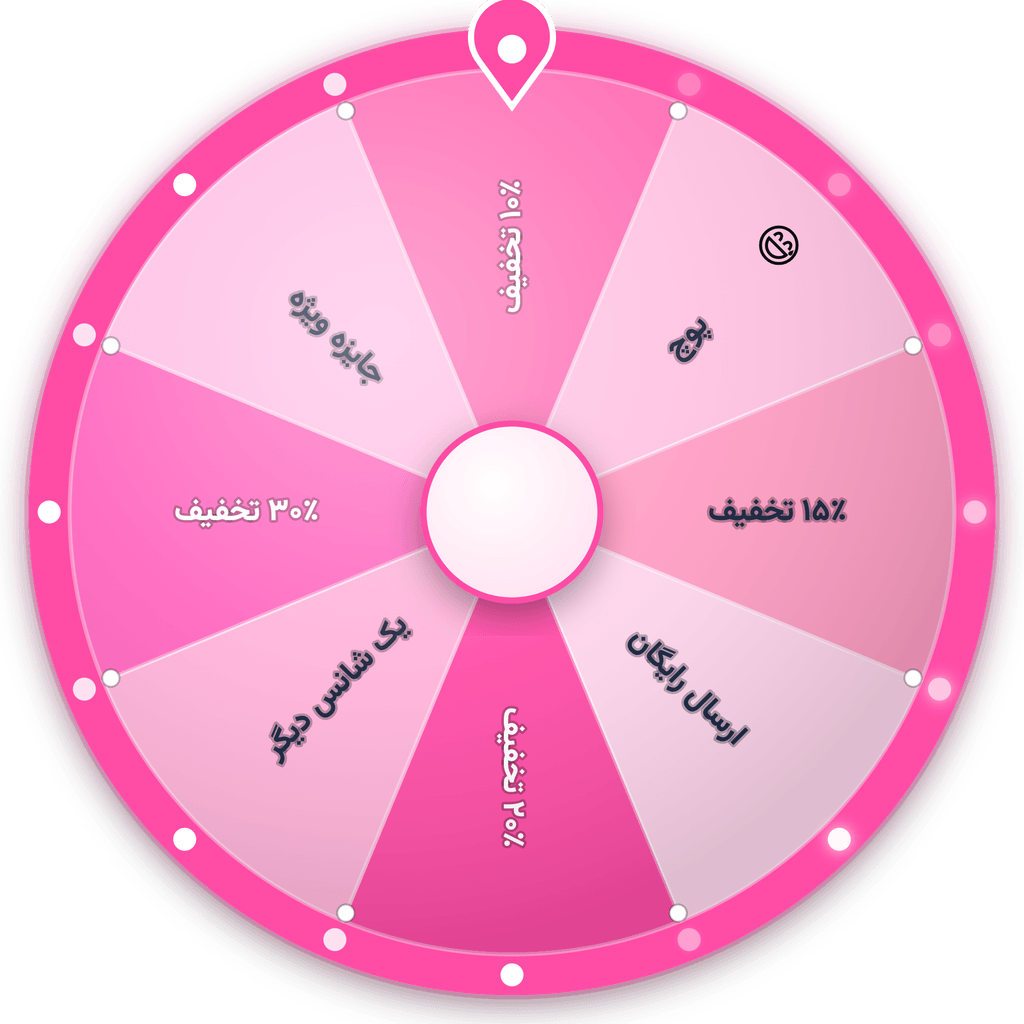 ۱۰٪ تخفیف
پوچ
۱۵٪ تخفیف
ارسال رایگان
۲۰٪ تخفیف
یک شانس دیگر
۳۰٪ تخفیف
جایزه ویژه